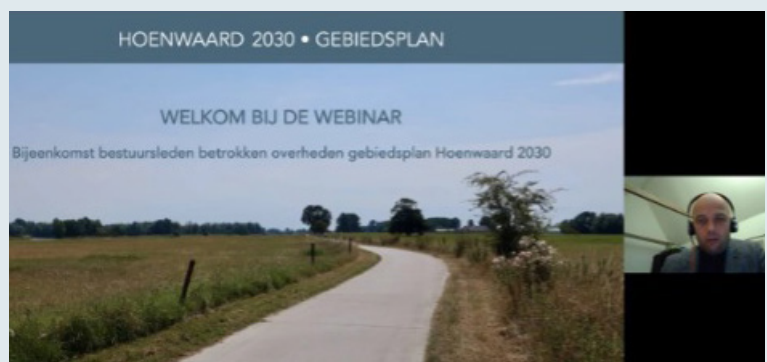 HOENWAARD 2030 • GEBIEDSPLAN
WELKOM BIJ DE WEBINAR
Bijeenkomst bestuursleden betrokken overheden gebiedsplan Hoenwaard 2030